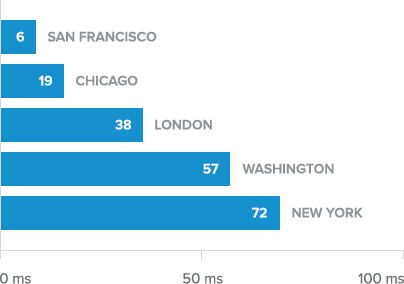 6 SAN FRANCISCO
19 CHICAGO
38 LONDON
57 WASHINGTON
72 NEW YORK
0 ms 50 ms 100 ms